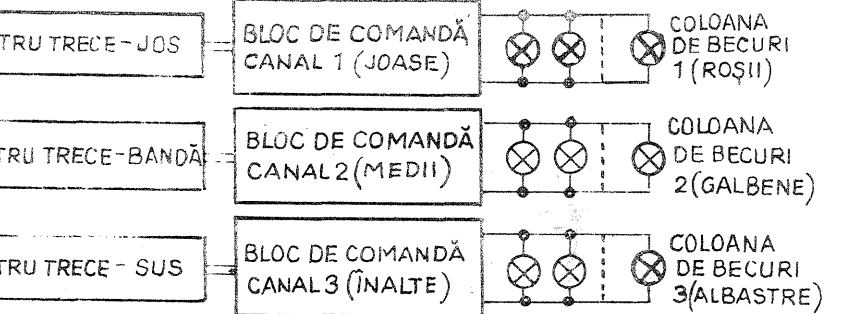 TRU TRECE-JOS
BLOC DE COMANDĂ
CANAL 1 (JOASE)
COLOANA
DE BECURI
1 (ROȘII)
TRU TRECE-BANDĂ
BLOC DE COMANDĂ
CANAL 2 (MEDII)
COLOANA
DE BECURI
2 (GALBENE)
TRU TRECE-SUS
BLOC DE COMANDĂ
CANAL 3 (ÎNALTE)
COLOANA
DE BECURI
3 (ALBASTRE)